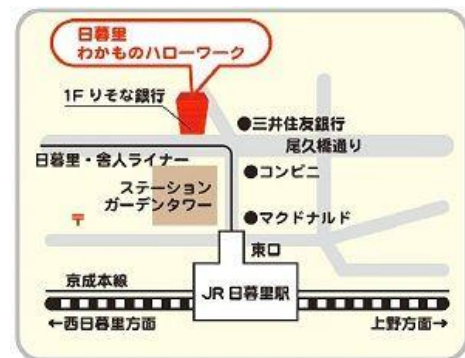 日暮里
わかものハローワーク
1F りそな銀行
●三井住友銀行
尾久橋通り
日暮里・舎人ライナー
●コンビニ
ステーション
ガーデンタワー
〒
●マクドナルド
東口
京成本線
JR 日暮里駅
←西日暮里方面
上野方面→